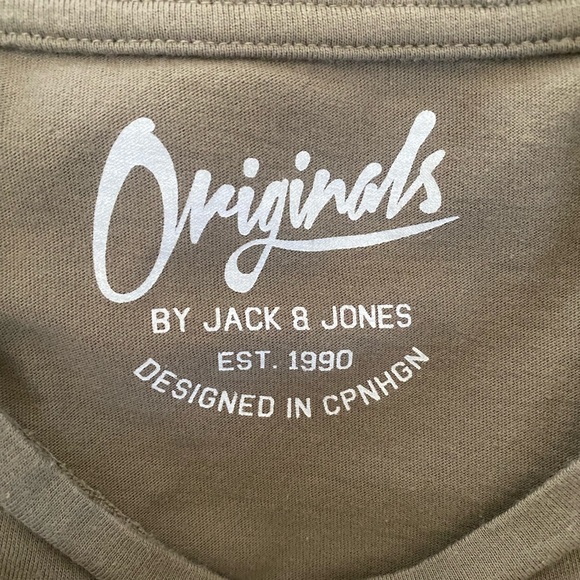 Originals
BY JACK & JONES
EST. 1990
DESIGNED IN CPNHGN